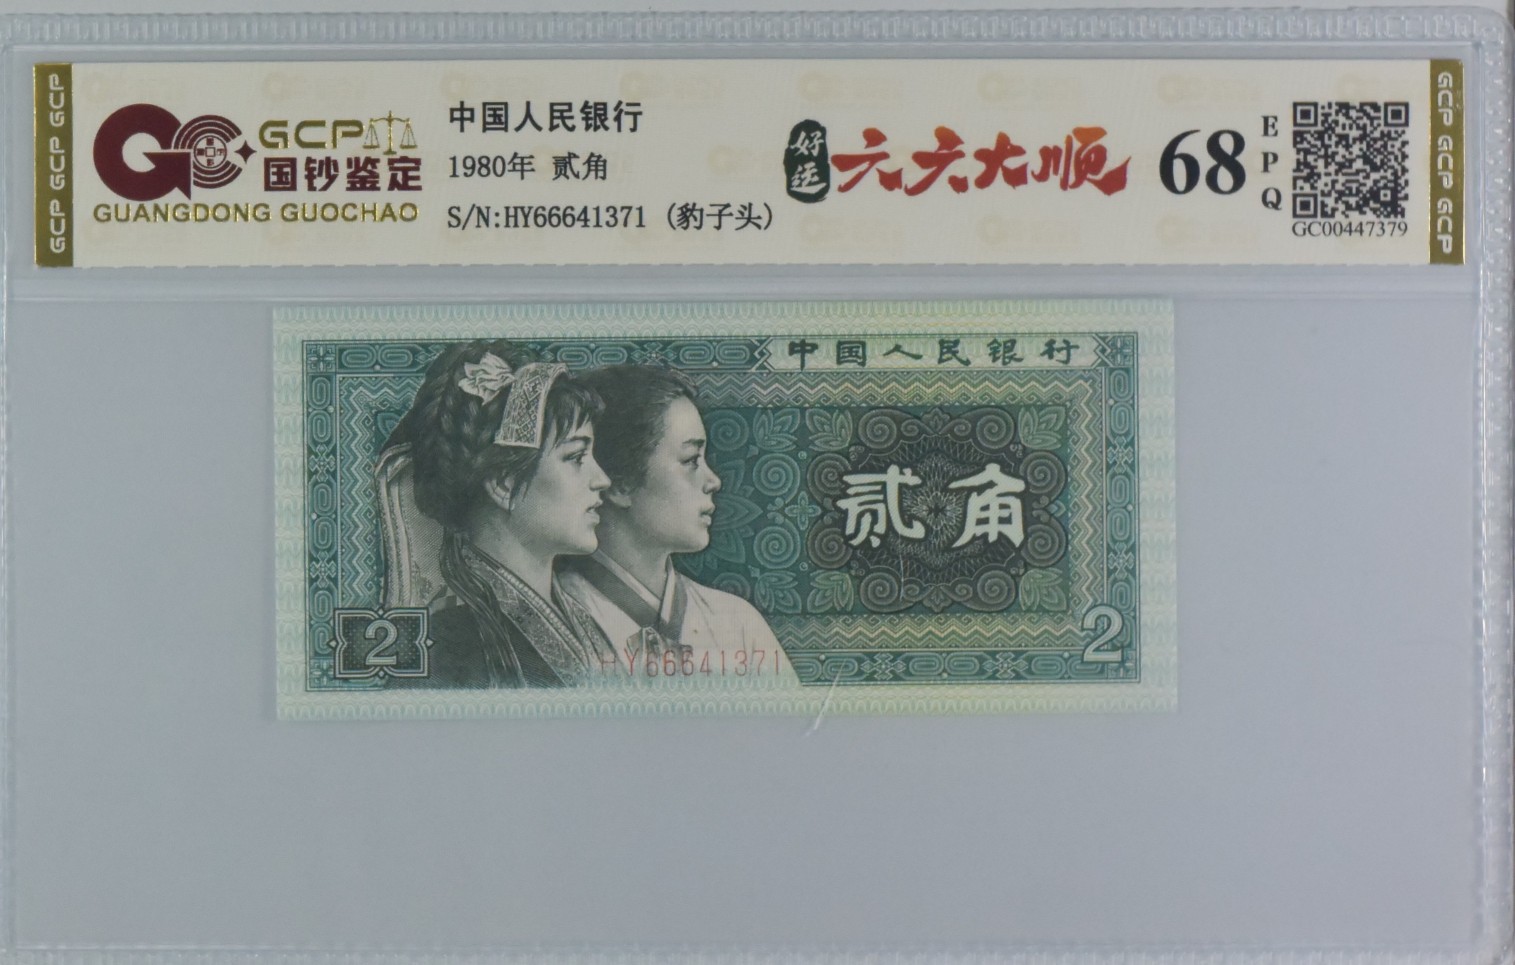 GCP GCP GCP
GCP
国钞鉴定
GUANGDONG GUOCHAO
中国人民银行
1980年 贰角
S/N:HY66641371 (豹子头)
好运
六六大顺
68
EPQ
GC00447379
GCP GCP GCP
中国人民银行
贰角
2
2
HY66641371